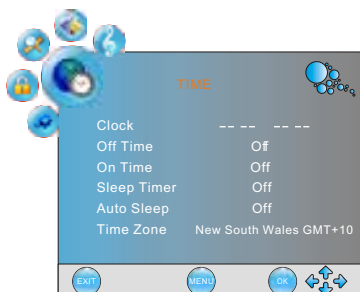 TIME
Clock -- -- -- --
Off Time Off
On Time Off
Sleep Timer Off
Auto Sleep Off
Time Zone New South Wales GMT+10
EXIT MENU OK